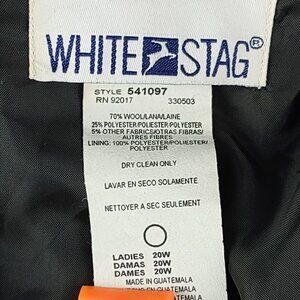 WHITE STAG®
STYLE 541097
RN 92017 330503
70% WOOL/LANA/LAINE
25% POLYESTER/POLIESTER/POLYESTER
5% OTHER FABRICS/OTRAS FIBRAS/
AUTRES FIBRES
LINING: 100% POLYESTER/POLIESTER/
POLYESTER
DRY CLEAN ONLY
LAVAR EN SECO SOLAMENTE
NETTOYER A SEC SEULEMENT
LADIES 20W
DAMAS 20W
DAMES 20W
MADE IN GUATEMALA
EN GUATEMALA